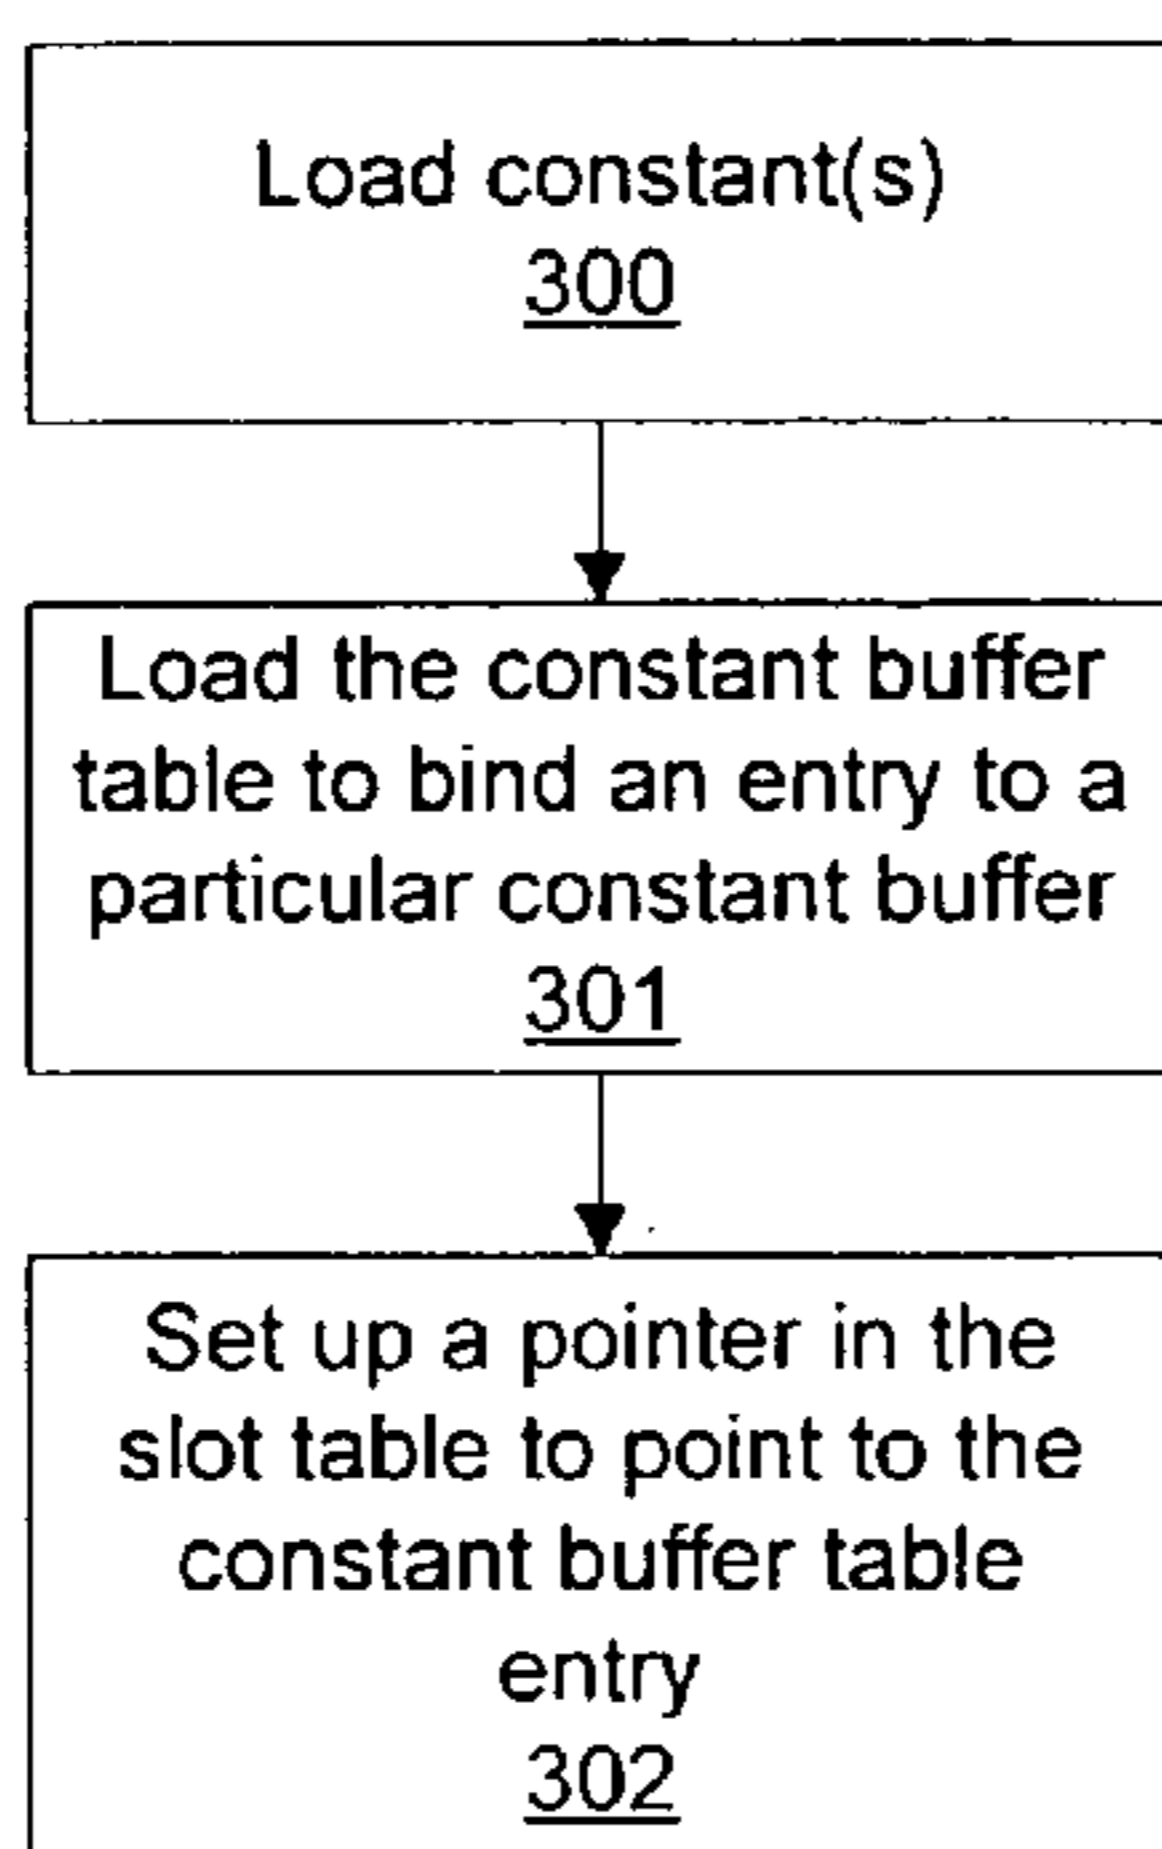 Load constant(s)
300
Load the constant buffer
table to bind an entry to a
particular constant buffer
301
Set up a pointer in the
slot table to point to the
constant buffer table
entry
302